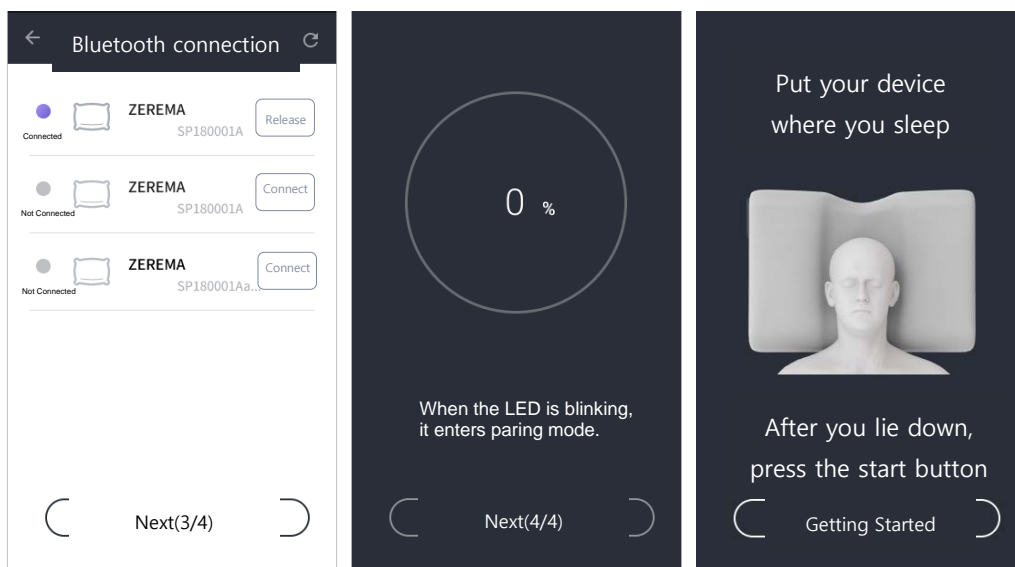 Bluetooth connection
Connected
ZEREMA
SP180001A
Release
Not Connected
ZEREMA
SP180001A
Connect
Not Connected
ZEREMA
SP180001Aa...
Connect
Next(3/4)
0 %
When the LED is blinking,
it enters paring mode.
Next(4/4)
Put your device
where you sleep
After you lie down,
press the start button
Getting Started